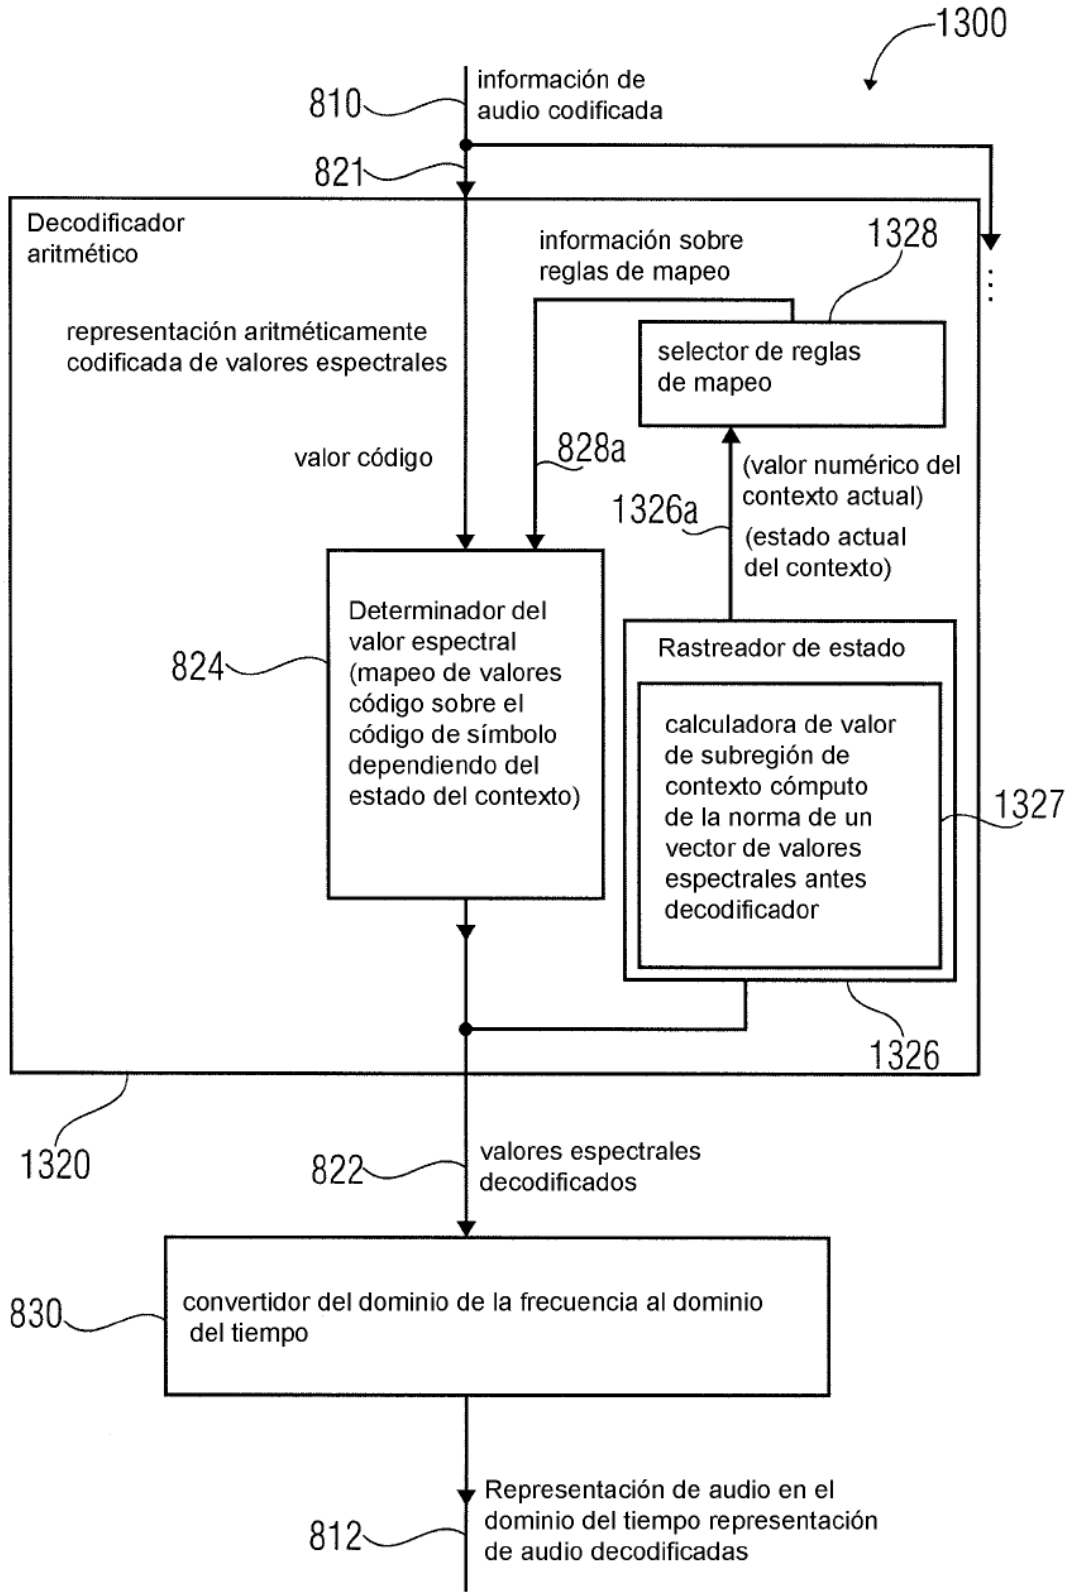 1300
información de
audio codificada
810
821
Decodificador
aritmético
información sobre
reglas de mapeo
1328
representación aritméticamente
codificada de valores espectrales
selector de reglas
de mapeo
valor código
828a
(valor numérico del
contexto actual)
1326a
(estado actual
del contexto)
Determinador del
valor espectral
(mapeo de valores
código sobre el
código de símbolo
dependiendo del
estado del contexto)
824
Rastreador de estado
calculadora de valor
de subregión de
contexto cómputo
de la norma de un
vector de valores
espectrales antes
decodificador
1327
1326
1320
822
valores espectrales
decodificados
830
convertidor del dominio de la frecuencia al dominio
del tiempo
812
Representación de audio en el
dominio del tiempo representación
de audio decodificadas